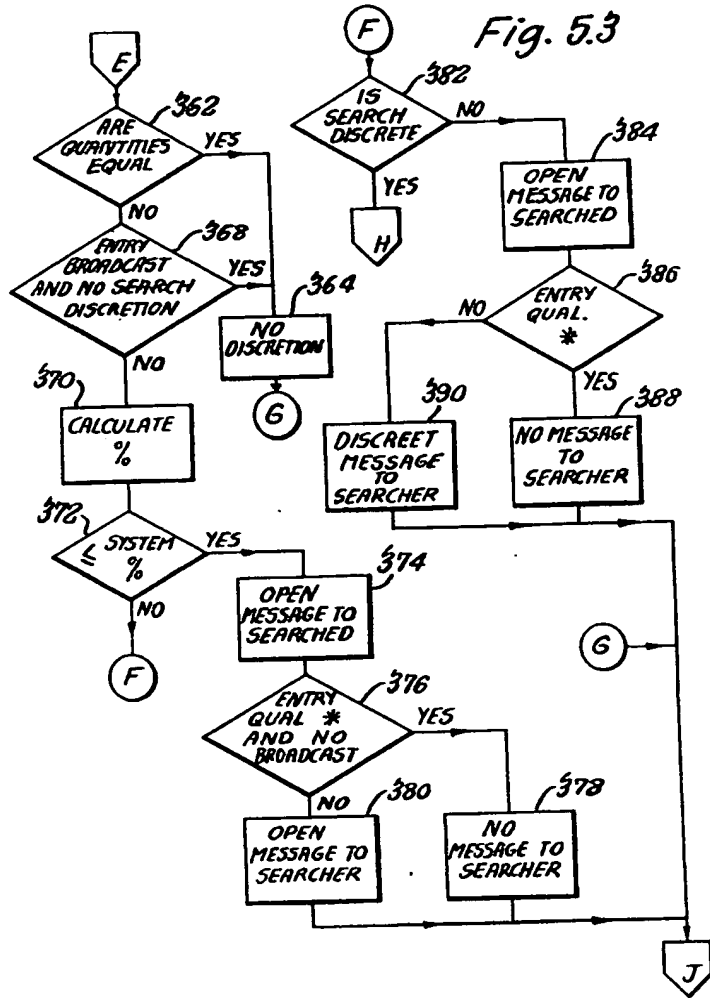 Fig. 5.3
E
362
ARE
QUANTITIES
EQUAL
YES
NO
368
ENTRY
BROADCAST
AND NO SEARCH
DISCRETION
YES
NO
364
NO
DISCRETION
G
370
CALCULATE
%
372
≤ SYSTEM
%
YES
NO
F
374
OPEN
MESSAGE TO
SEARCHED
376
ENTRY
QUAL *
AND NO
BROADCAST
YES
NO
380
OPEN
MESSAGE TO
SEARCHER
378
NO
MESSAGE TO
SEARCHER
F
382
IS
SEARCH
DISCRETE
NO
YES
H
384
OPEN
MESSAGE TO
SEARCHED
386
ENTRY
QUAL.
*
NO
YES
390
DISCREET
MESSAGE
TO
SEARCHER
388
NO MESSAGE
TO
SEARCHER
G
J